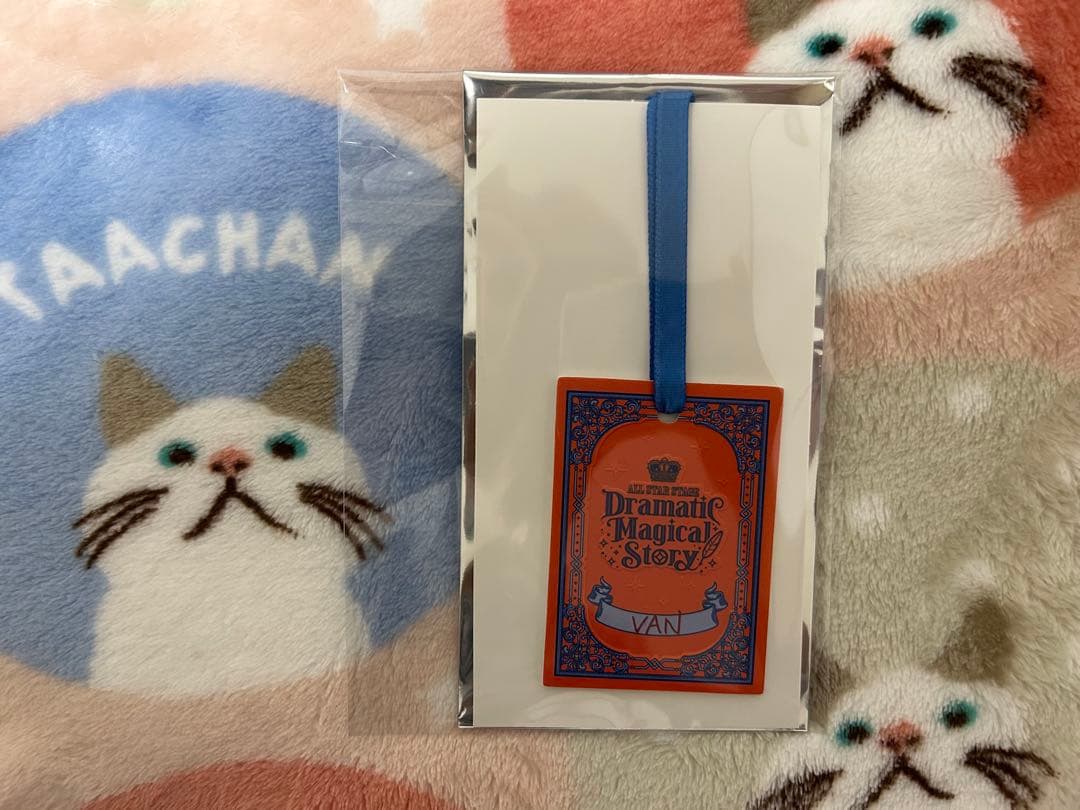 TAACHAN
ALL STAR STAGE
Dramatic
Magical
Story
VAN